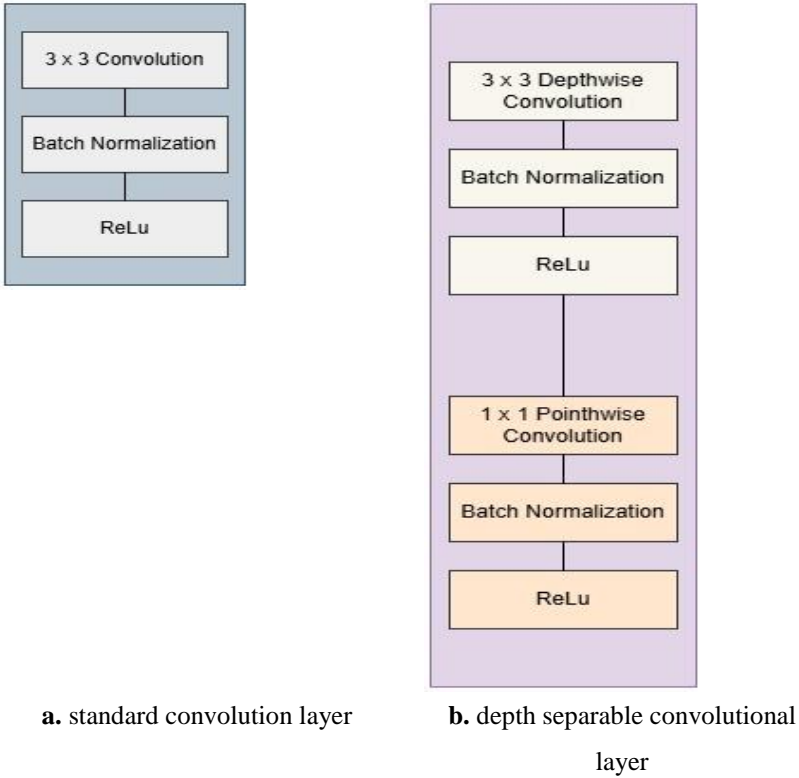 3 x 3 Convolution
Batch Normalization
ReLu
3 x 3 Depthwise
Convolution
Batch Normalization
ReLu
1 x 1 Pointhwise
Convolution
Batch Normalization
ReLu
a. standard convolution layer
b. depth separable convolutional
layer